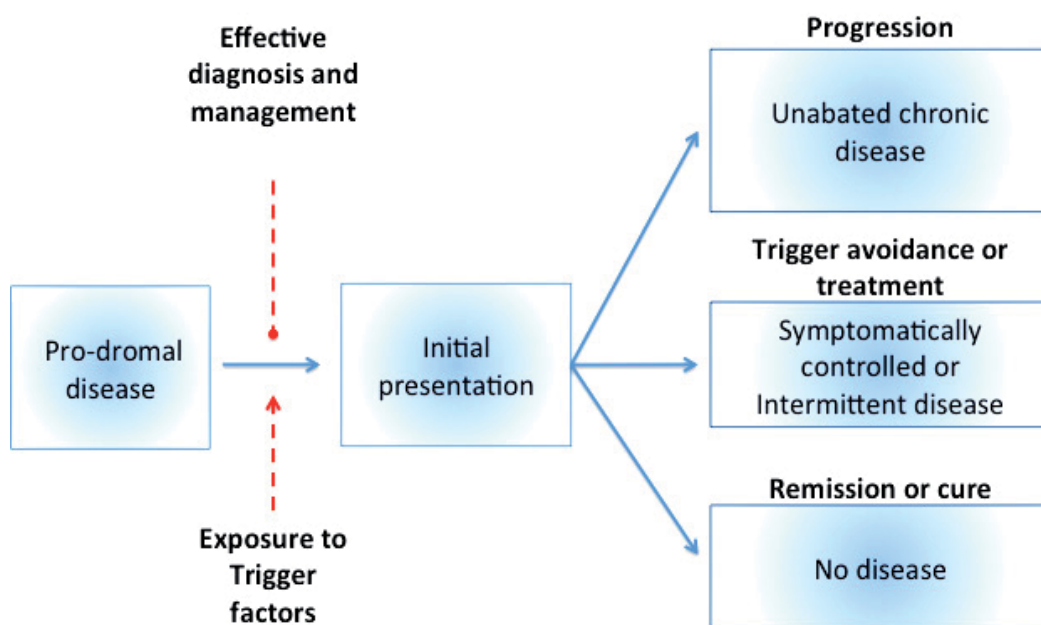 Effective
diagnosis and
management
Pro-dromal
disease
Exposure to
Trigger
factors
Initial
presentation
Progression
Unabated chronic
disease
Trigger avoidance or
treatment
Symptomatically
controlled or
Intermittent disease
Remission or cure
No disease